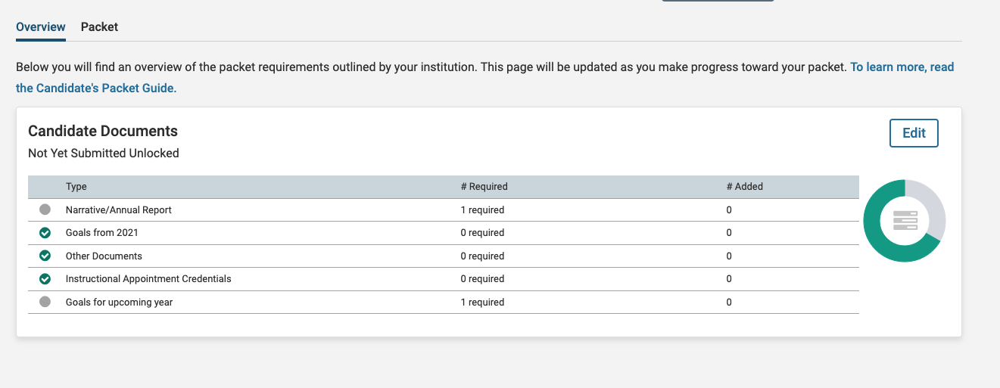 Overview Packet
Below you will find an overview of the packet requirements outlined by your institution. This page will be updated as you make progress toward your packet. To learn more, read
the Candidate's Packet Guide.
Candidate Documents
Edit
Not Yet Submitted Unlocked
Type # Required # Added
Narrative/Annual Report 1 required 0
Goals from 2021 0 required 0
Other Documents 0 required 0
Instructional Appointment Credentials 0 required 0
Goals for upcoming year 1 required 0